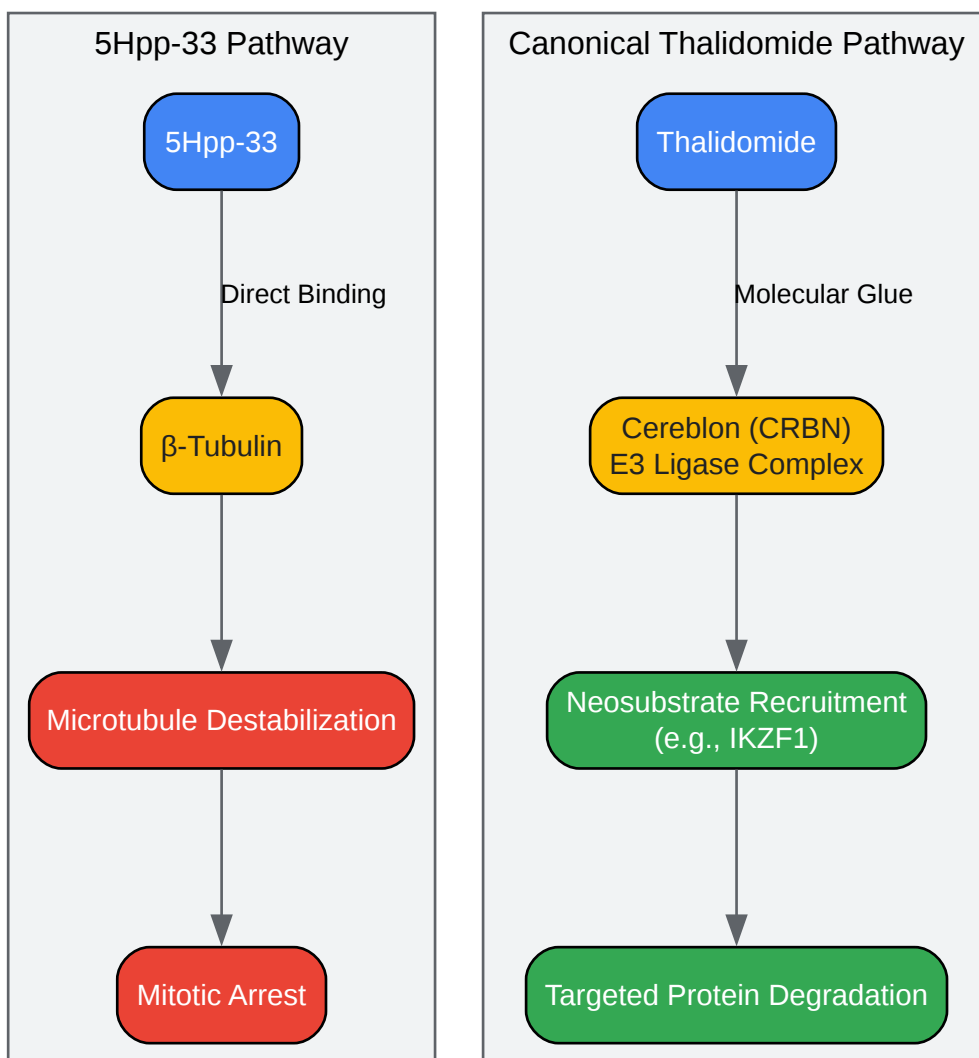 5Hpp-33 Pathway
5Hpp-33
Direct Binding
β-Tubulin
Microtubule Destabilization
Mitotic Arrest
Canonical Thalidomide Pathway
Thalidomide
Molecular Glue
Cereblon (CRBN)
E3 Ligase Complex
Neosubstrate Recruitment
(e.g., IKZF1)
Targeted Protein Degradation